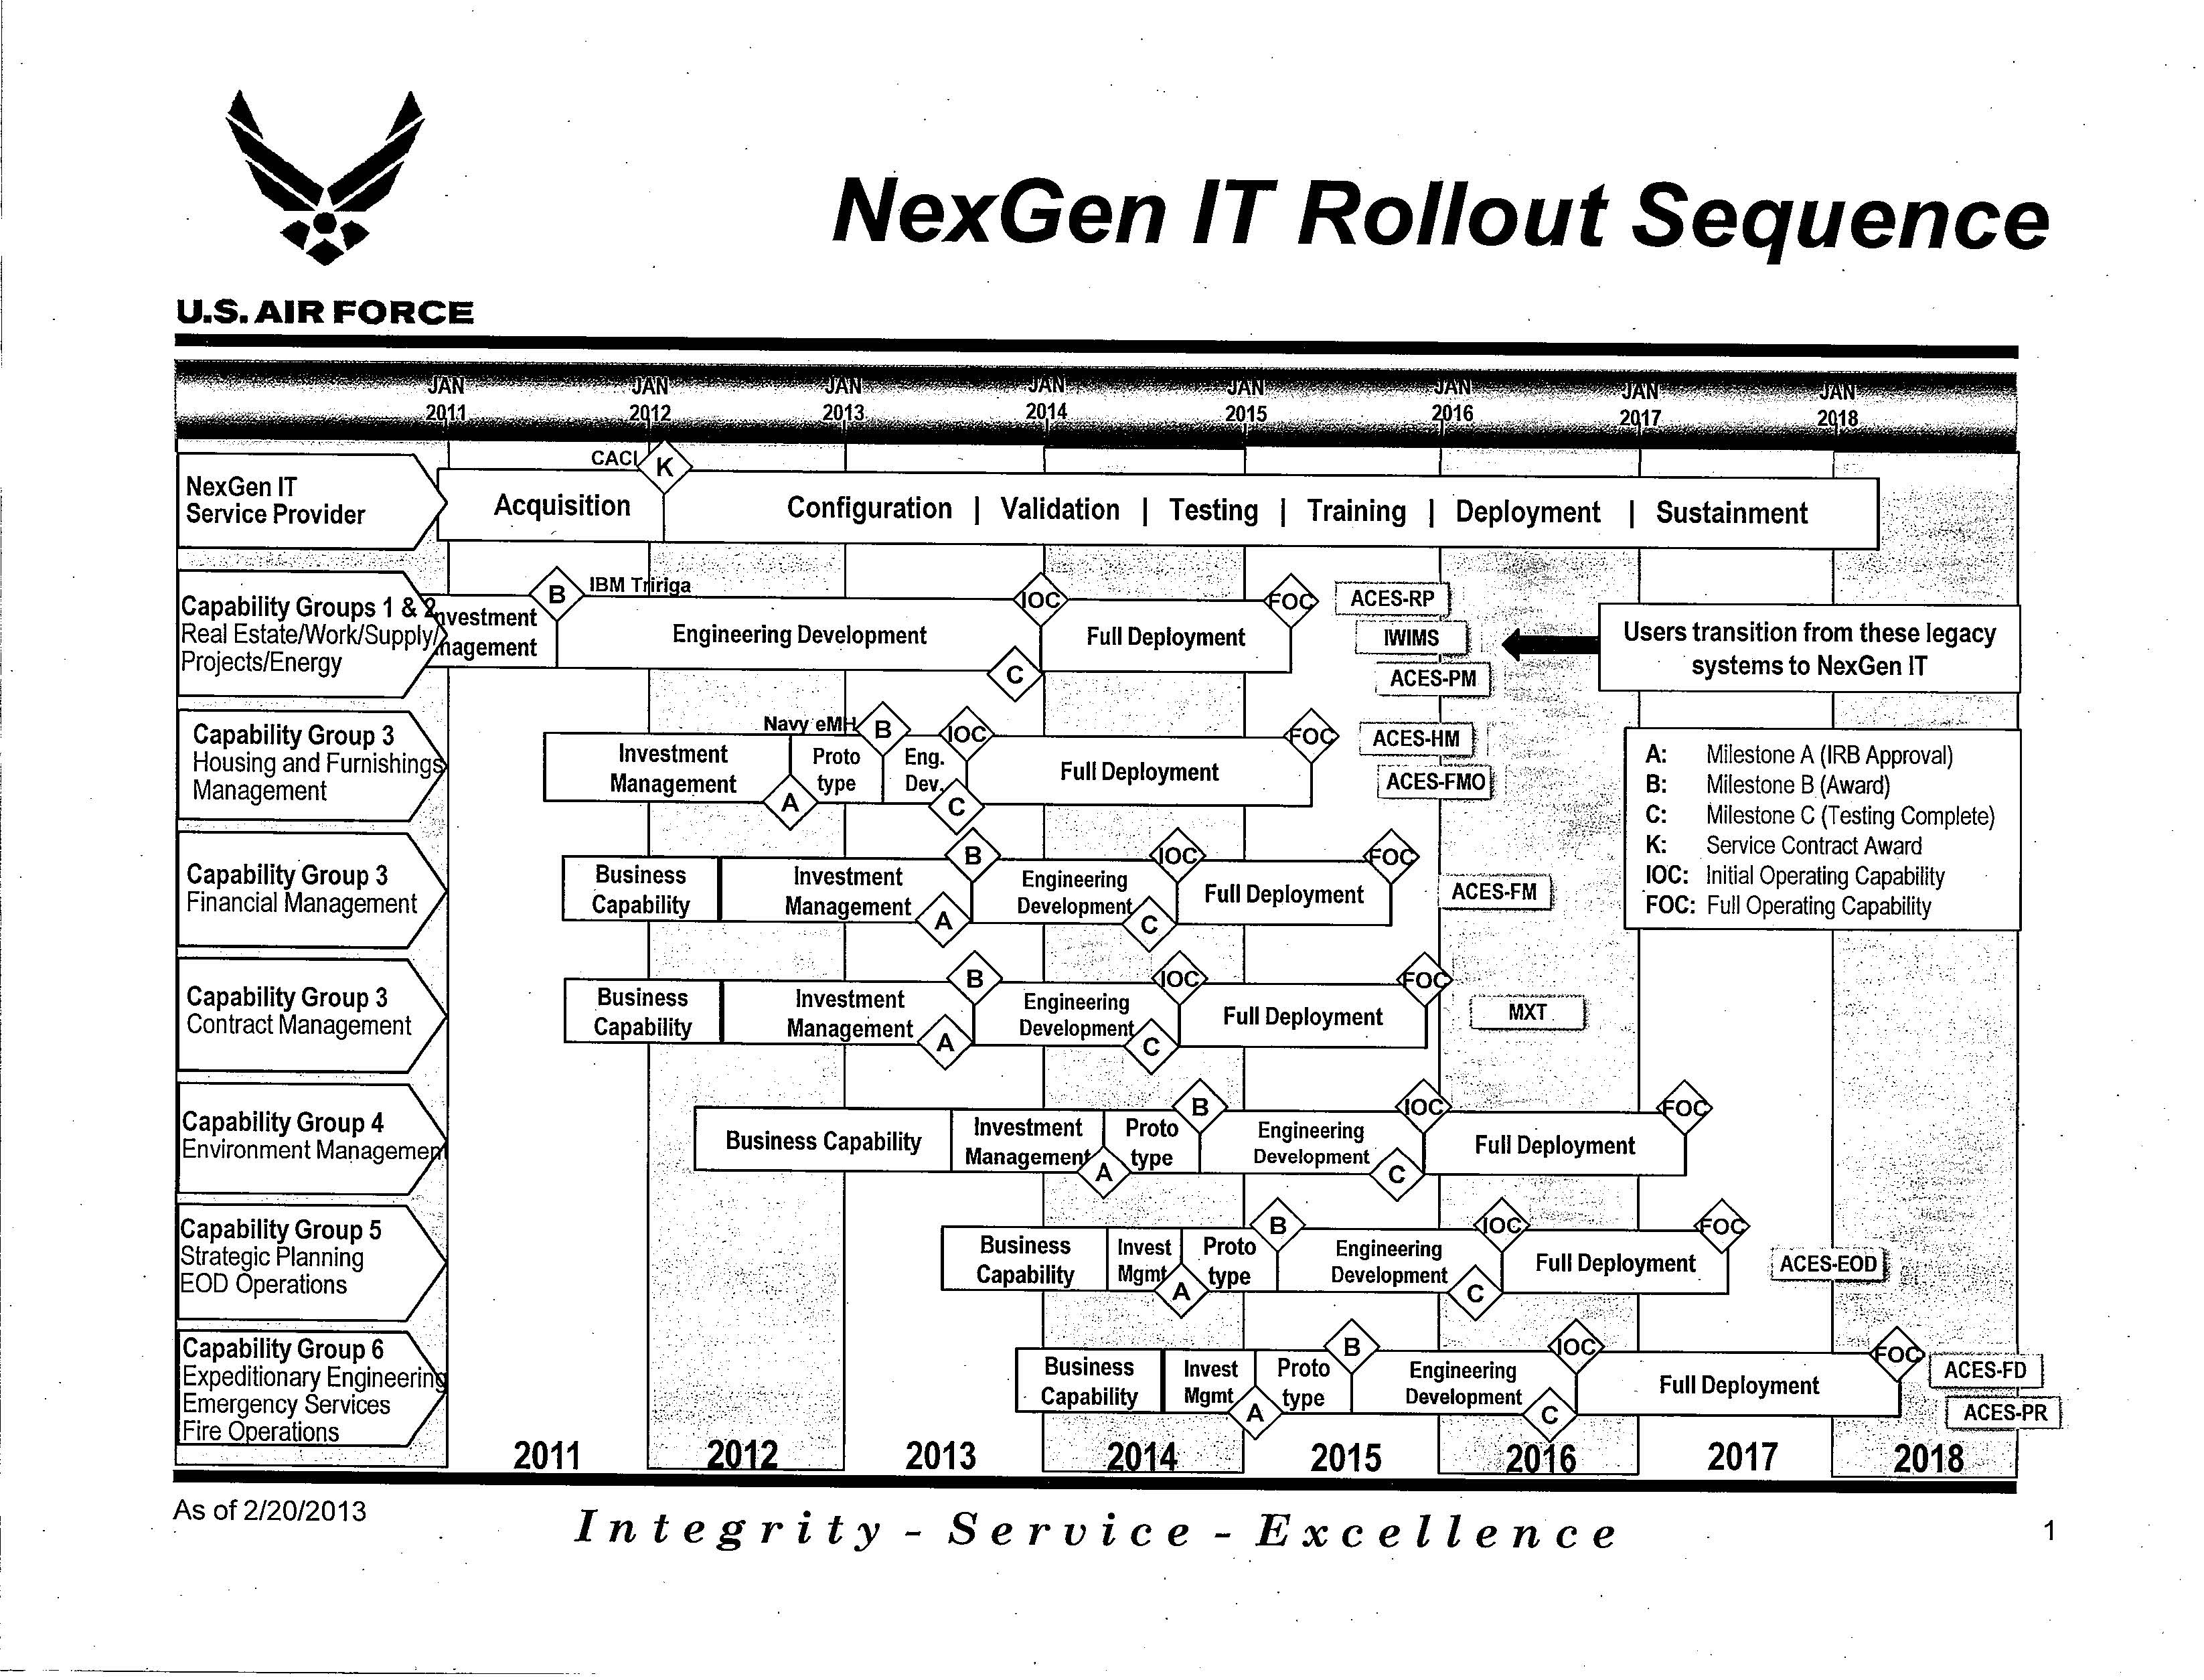 NexGen IT Rollout Sequence
U.S. AIR FORCE
JAN JAN JAN JAN JAN JAN JAN JAN
2011 2012 2013 2014 2015 2016 2017 2018
CACI K
NexGen IT
Service Provider
Acquisition
Configuration | Validation | Testing | Training | Deployment | Sustainment
Capability Groups 1 & 2
Real Estate/Work/Supply/
Projects/Energy
Investment
Management
B IBM Tririga
Engineering Development
IOC
C
Full Deployment
FOC
ACES-RP
IWIMS
ACES-PM
Users transition from these legacy
systems to NexGen IT
Capability Group 3
Housing and Furnishings
Management
Investment
Management
A
Navy eMH B
Proto
type
Eng.
Dev.
IOC
C
Full Deployment
FOC
ACES-HM
ACES-FMO
A: Milestone A (IRB Approval)
B: Milestone B (Award)
C: Milestone C (Testing Complete)
K: Service Contract Award
IOC: Initial Operating Capability
FOC: Full Operating Capability
Capability Group 3
Financial Management
Business
Capability
Investment
Management
A
B
Engineering
Development
C
IOC
Full Deployment
FOC
ACES-FM
Capability Group 3
Contract Management
Business
Capability
Investment
Management
A
B
Engineering
Development
C
IOC
Full Deployment
FOC
MXT
Capability Group 4
Environment Management
Business Capability
Investment
Management
A
Proto
type
B
Engineering
Development
C
IOC
Full Deployment
FOC
Capability Group 5
Strategic Planning
EOD Operations
Business
Capability
Invest
Mgmt
A
Proto
type
B
Engineering
Development
C
IOC
Full Deployment
FOC
ACES-EOD
Capability Group 6
Expeditionary Engineering
Emergency Services
Fire Operations
Business
Capability
Invest
Mgmt
A
Proto
type
B
Engineering
Development
C
IOC
Full Deployment
FOC
ACES-FD
ACES-PR
2011 2012 2013 2014 2015 2016 2017 2018
As of 2/20/2013
Integrity - Service - Excellence
1